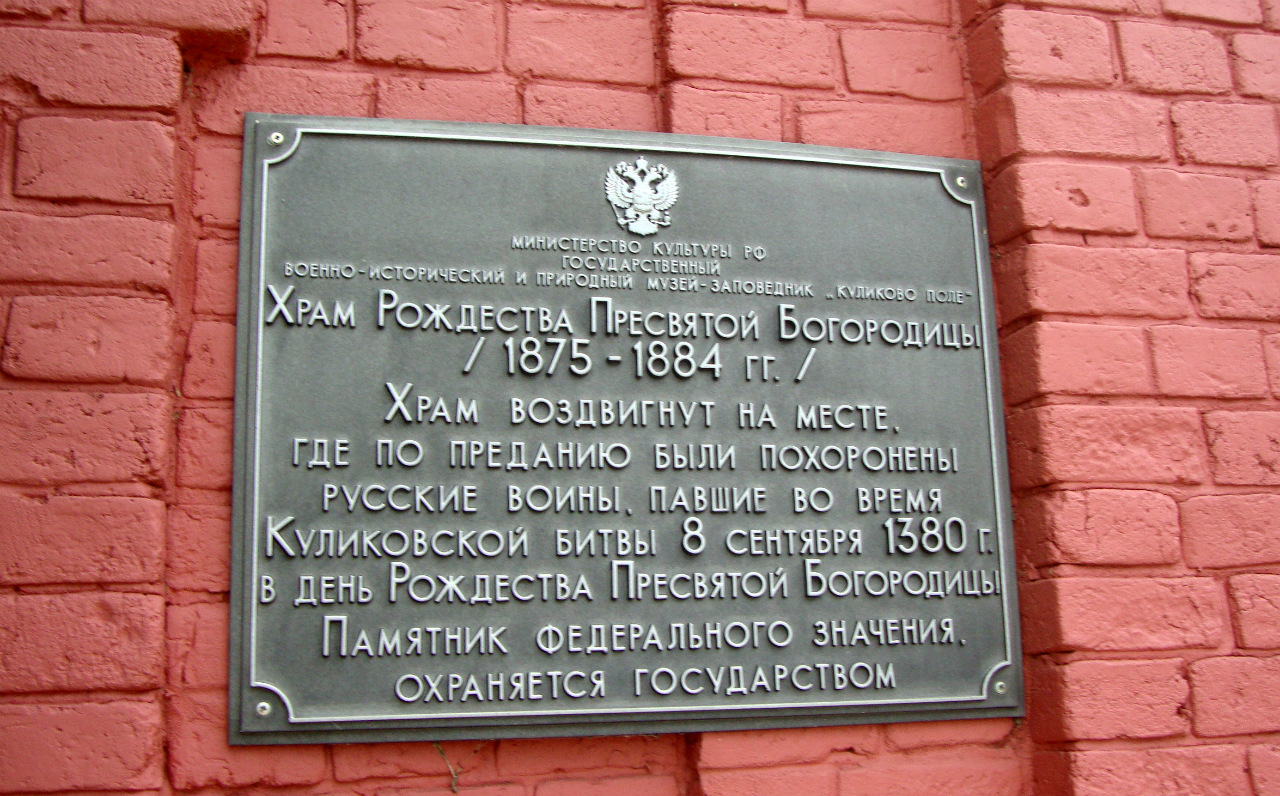 МИНИСТЕРСТВО КУЛЬТУРЫ РФ
ГОСУДАРСТВЕННЫЙ
ВОЕННО-ИСТОРИЧЕСКИЙ И ПРИРОДНЫЙ МУЗЕЙ-ЗАПОВЕДНИК „КУЛИКОВО ПОЛЕ“
ХРАМ РОЖДЕСТВА ПРЕСВЯТОЙ БОГОРОДИЦЫ
/ 1875 - 1884 гг. /
ХРАМ ВОЗДВИГНУТ НА МЕСТЕ,
ГДЕ ПО ПРЕДАНИЮ БЫЛИ ПОХОРОНЕНЫ
РУССКИЕ ВОИНЫ, ПАВШИЕ ВО ВРЕМЯ
КУЛИКОВСКОЙ БИТВЫ 8 СЕНТЯБРЯ 1380 г.
В ДЕНЬ РОЖДЕСТВА ПРЕСВЯТОЙ БОГОРОДИЦЫ
ПАМЯТНИК ФЕДЕРАЛЬНОГО ЗНАЧЕНИЯ,
ОХРАНЯЕТСЯ ГОСУДАРСТВОМ